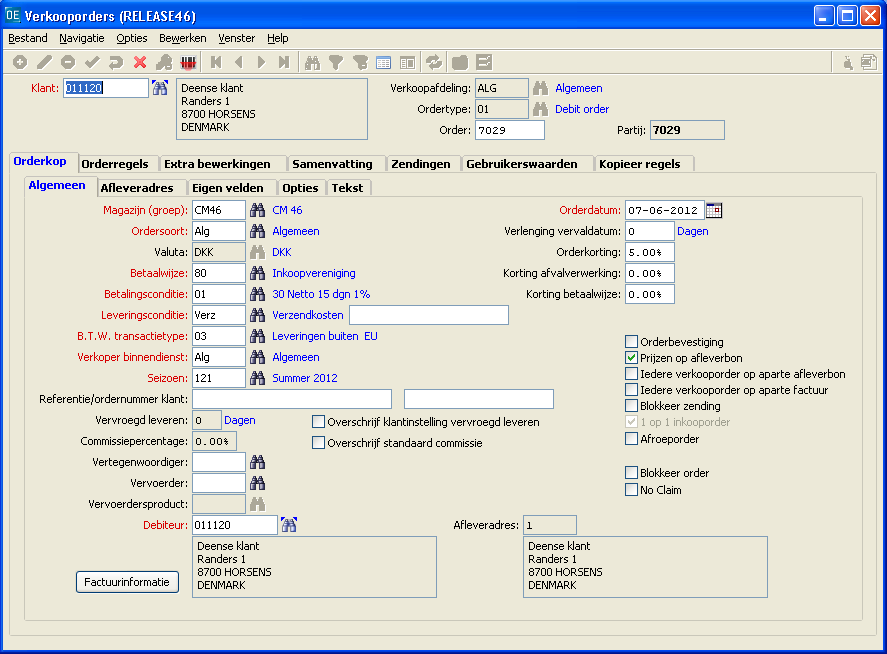 DE Verkooporders (RELEASE46)
Bestand Navigatie Opties Bewerken Venster Help
Klant: 011120
Deense klant
Randers 1
8700 HORSENS
DENMARK
Verkoopafdeling: ALG Algemeen
Ordertype: 01 Debit order
Order: 7029 Partij: 7029
Orderkop Orderregels Extra bewerkingen Samenvatting Zendingen Gebruikerswaarden Kopieer regels
Algemeen Afleveradres Eigen velden Opties Tekst
Magazijn (groep): CM46 CM 46 Orderdatum: 07-06-2012
Ordersoort: Alg Algemeen Verlenging vervaldatum: 0 Dagen
Valuta: DKK DKK Orderkorting: 5.00%
Betaalwijze: 80 Inkoopvereniging Korting afvalverwerking: 0.00%
Betalingsconditie: 01 30 Netto 15 dgn 1% Korting betaalwijze: 0.00%
Leveringsconditie: Verz Verzendkosten
B.T.W. transactietype: 03 Leveringen buiten EU
Orderbevestiging
Verkoper binnendienst: Alg Algemeen Prijzen op afleverbon
Iedere verkooporder op aparte afleverbon
Seizoen: 121 Summer 2012
Iedere verkooporder op aparte factuur
Referentie/ordernummer klant:
Blokkeer zending
Vervroegd leveren: 0 Dagen Overschrijf klantinstelling vervroegd leveren 1 op 1 inkooporder
Commissiepercentage: 0.00% Overschrijf standaard commissie Afroeporder
Vertegenwoordiger:
Blokkeer order
Vervoerder:
No Claim
Vervoerdersproduct:
Debiteur: 011120 Afleveradres: 1
Deense klant
Randers 1
8700 HORSENS
DENMARK
Deense klant
Randers 1
8700 HORSENS
DENMARK
Factuurinformatie